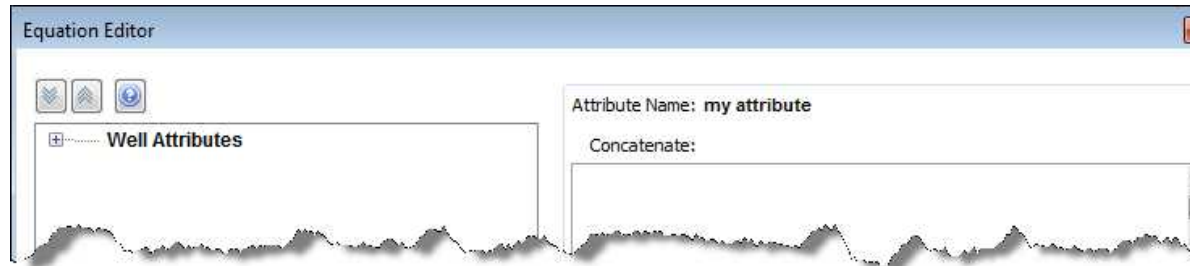 Equation Editor
Attribute Name: my attribute
Well Attributes
Concatenate: